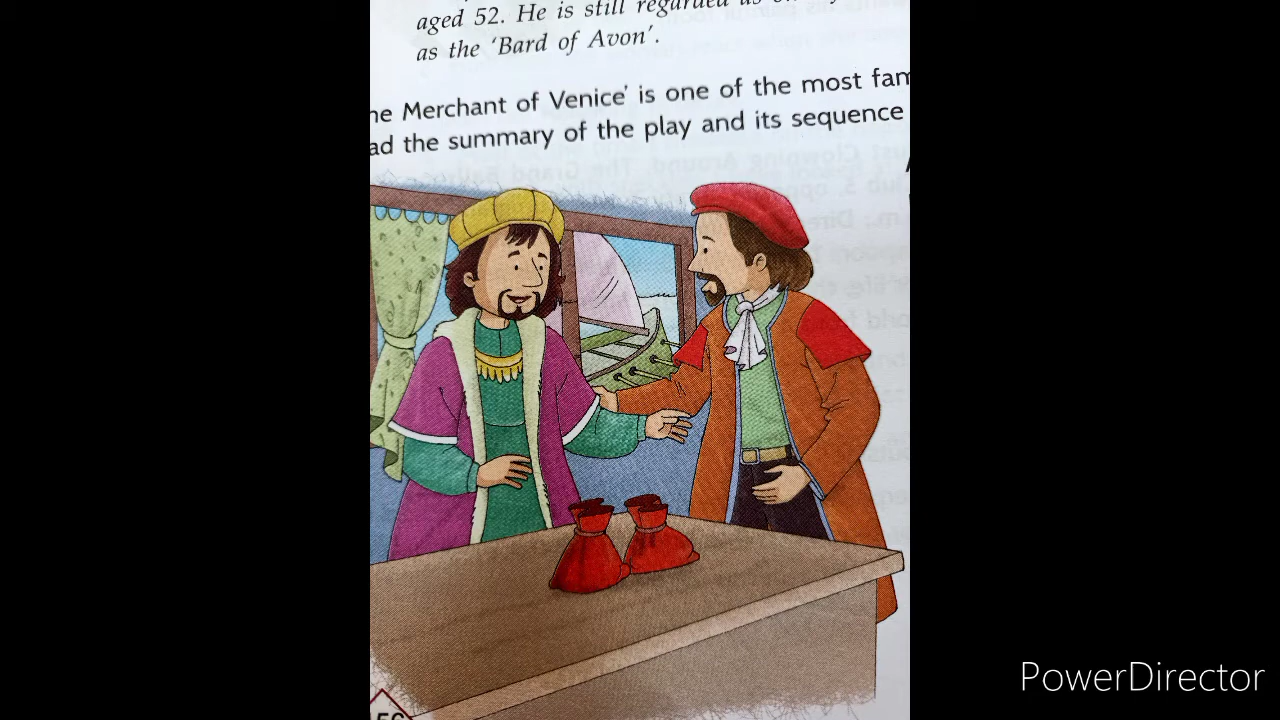 aged 52. He is still regarded as
as the ‘Bard of Avon’.
he Merchant of Venice’ is one of the most fam
ad the summary of the play and its sequence
PowerDirector